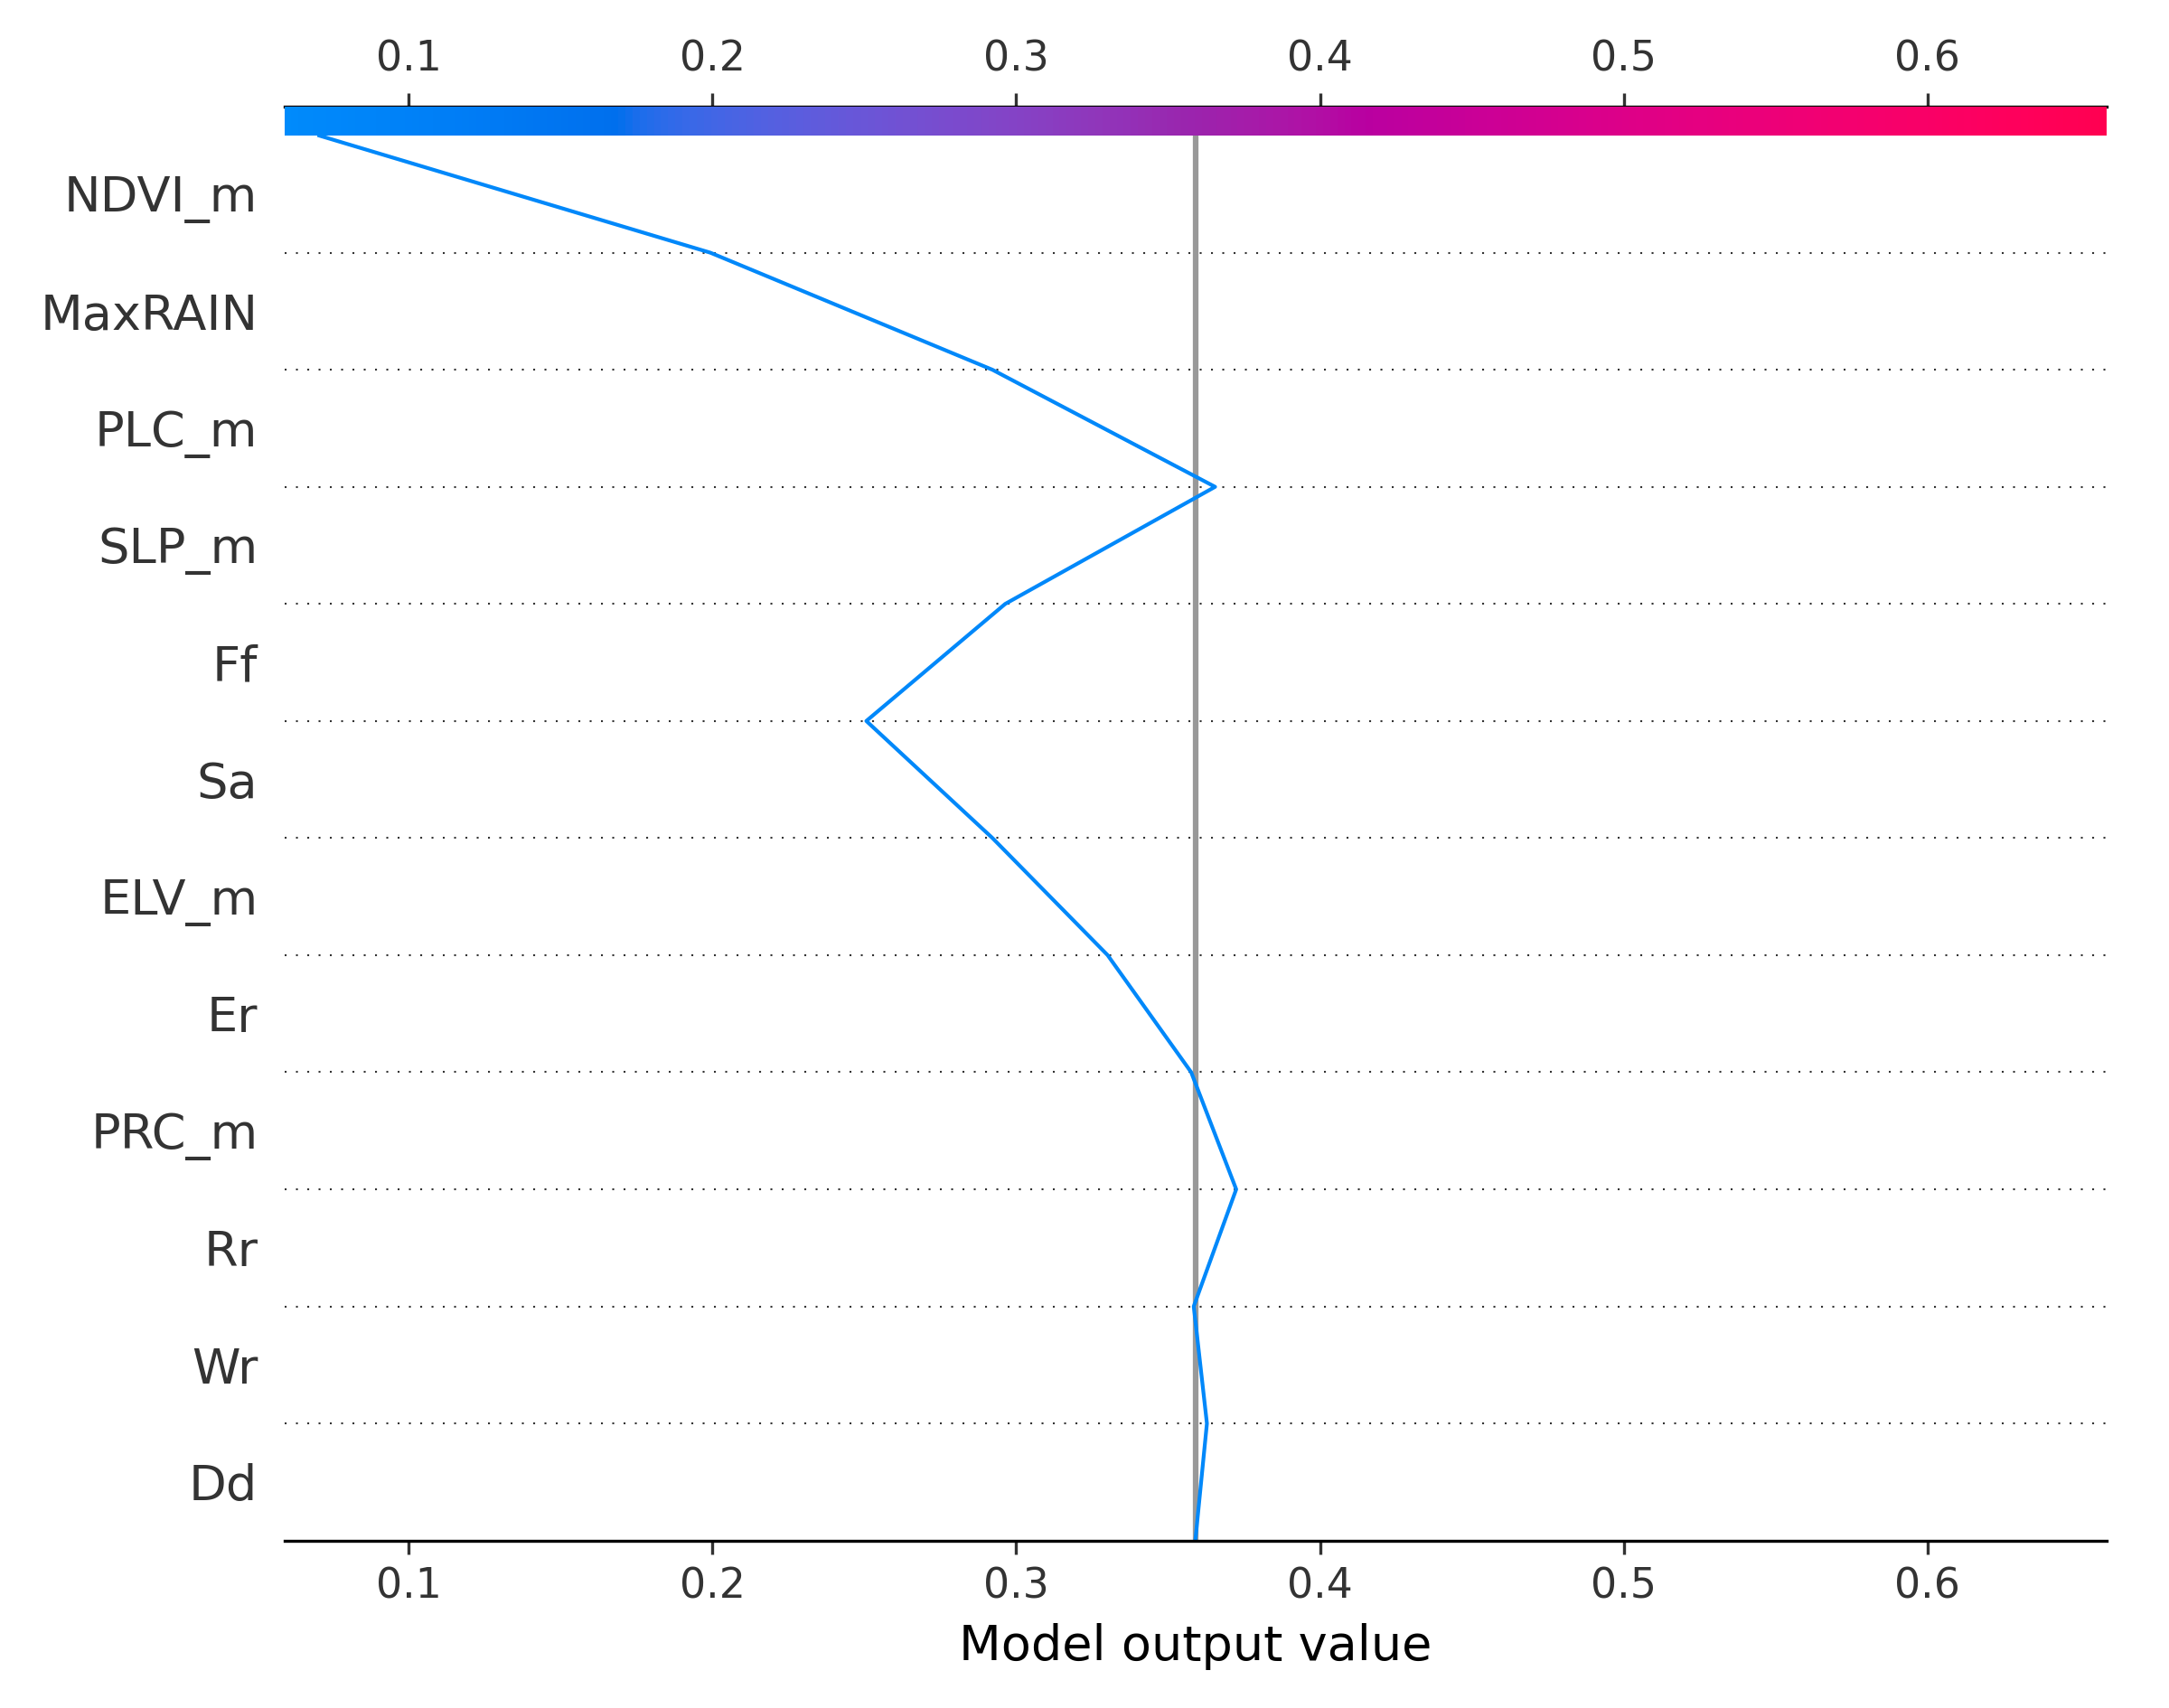 0.1 0.2 0.3 0.4 0.5 0.6
NDVI_m
MaxRAIN
PLC_m
SLP_m
Ff
Sa
ELV_m
Er
PRC_m
Rr
Wr
Dd
0.1 0.2 0.3 0.4 0.5 0.6
Model output value